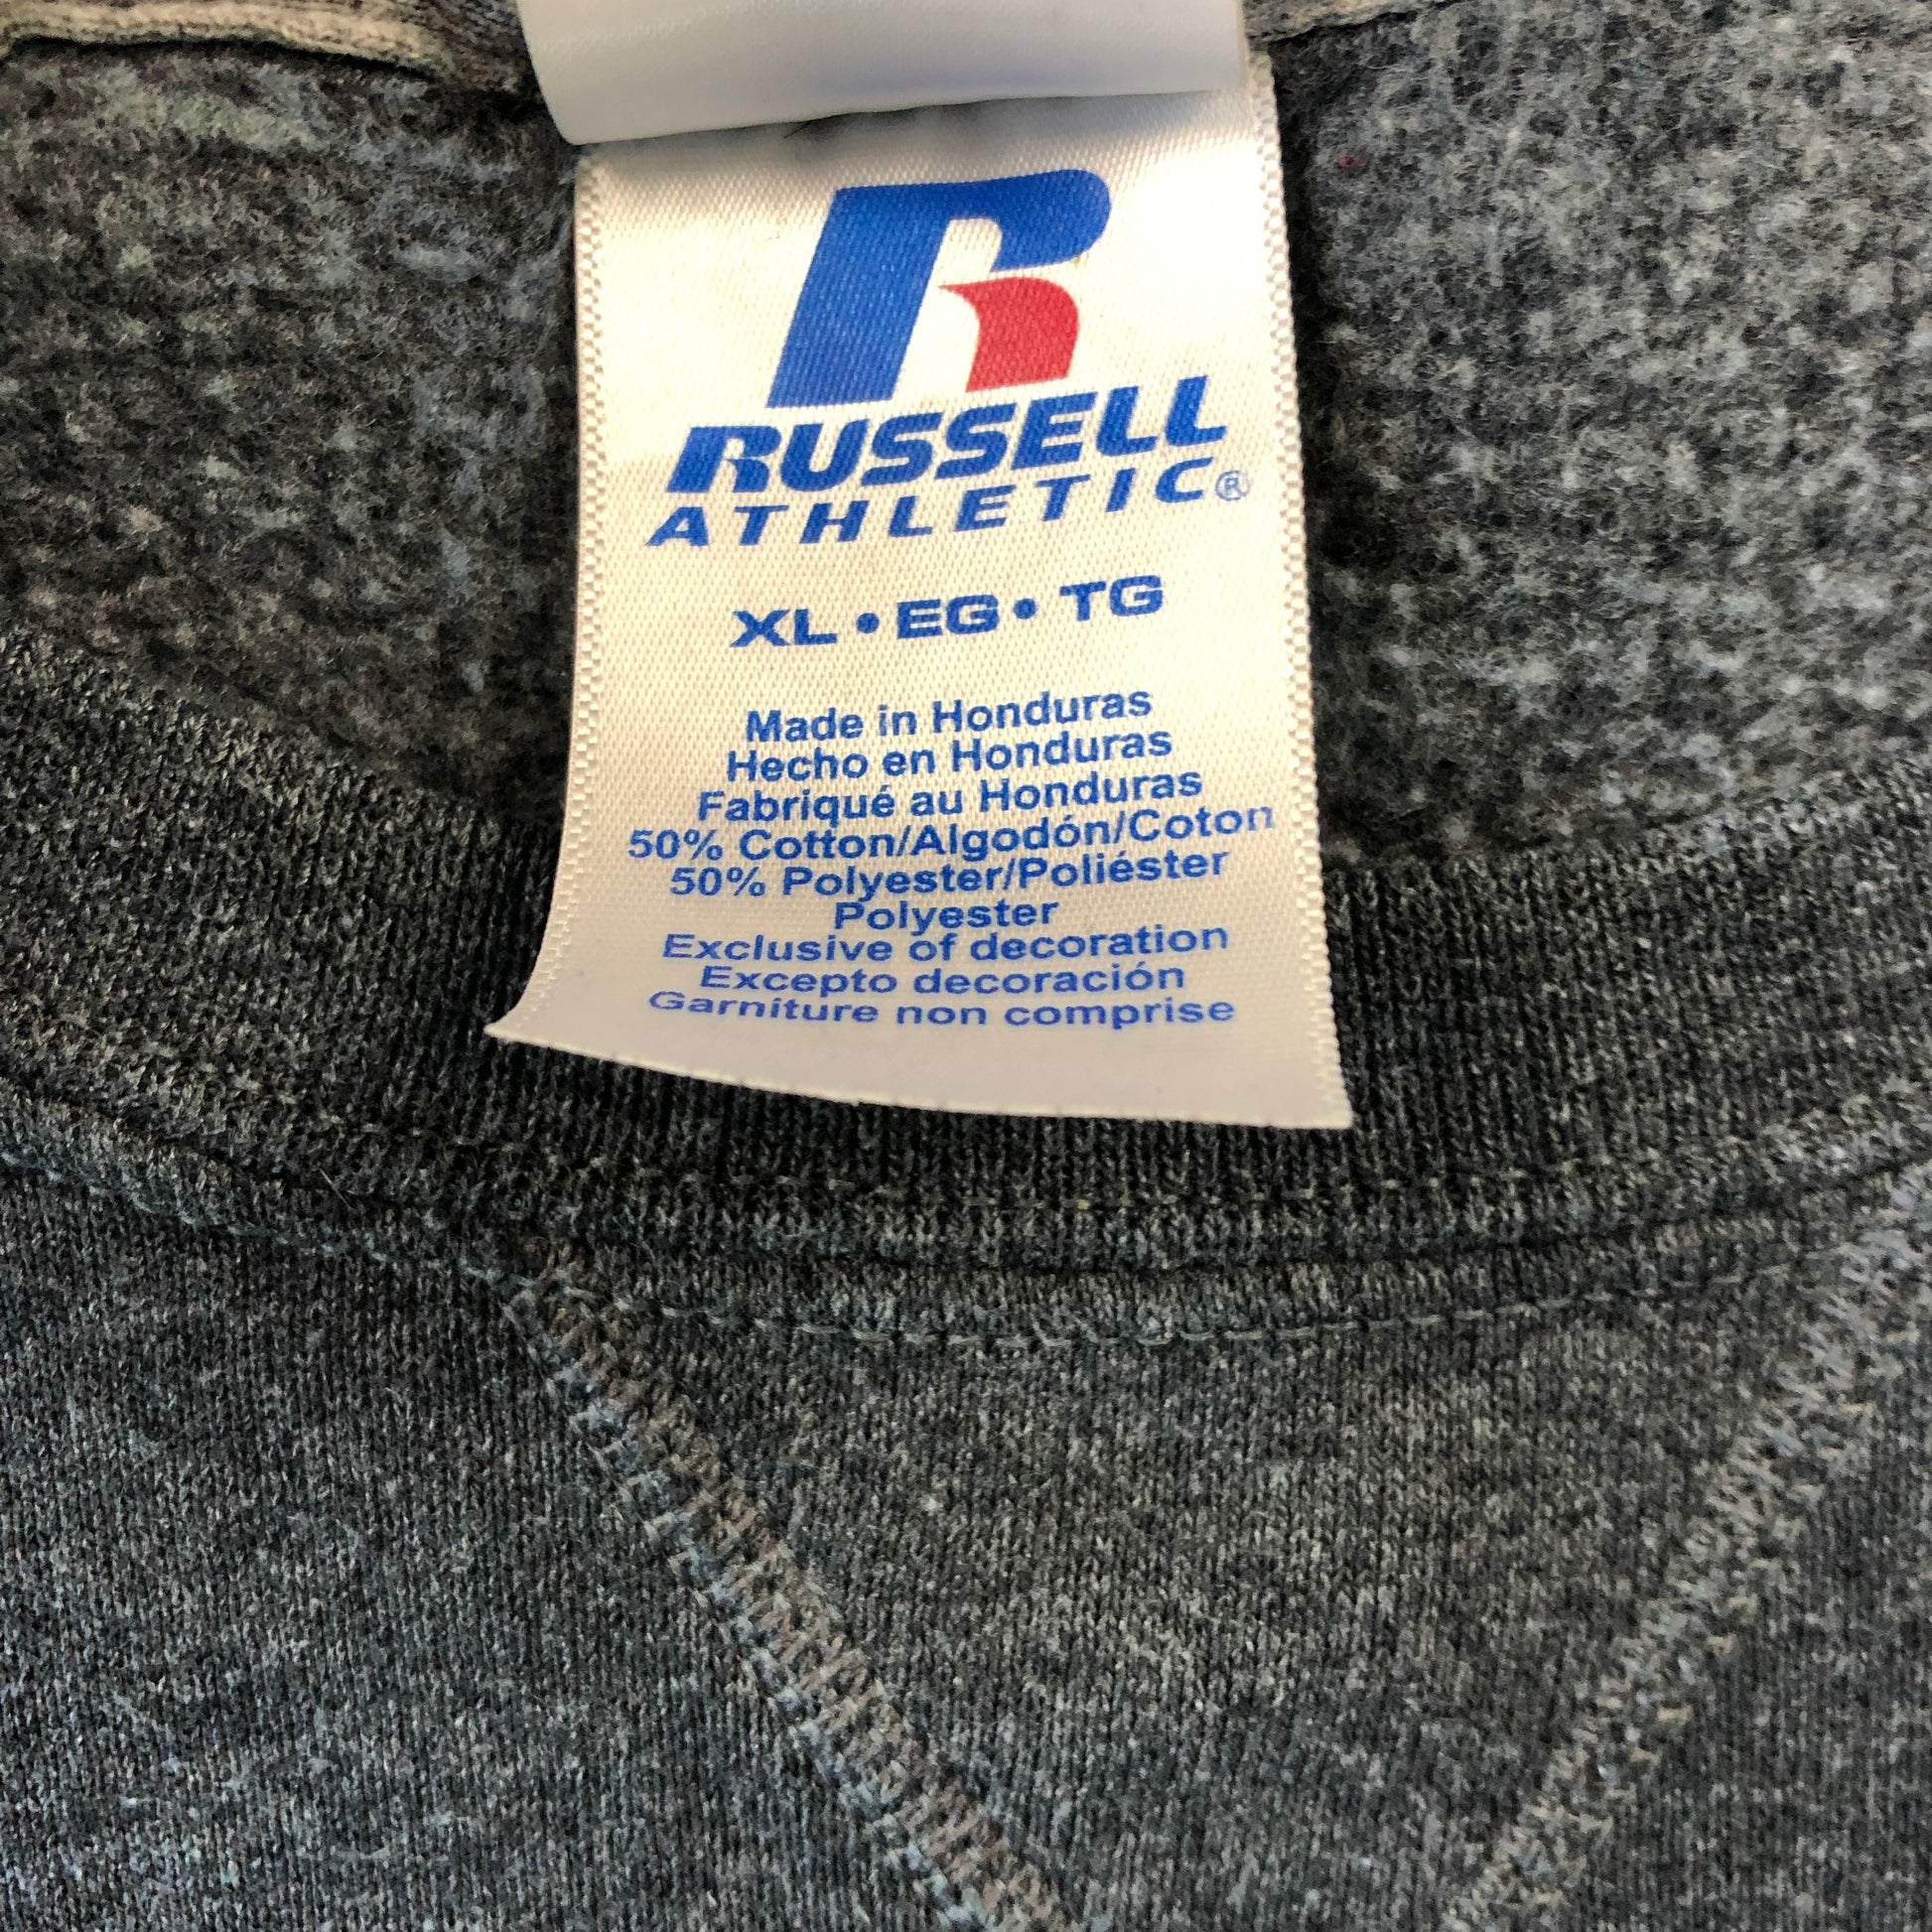 R
RUSSELL
ATHLETIC®
XL • EG • TG
Made in Honduras
Hecho en Honduras
Fabriqué au Honduras
50% Cotton/Algodón/Coton
50% Polyester/Poliéster
Polyester
Exclusive of decoration
Excepto decoración
Garniture non comprise